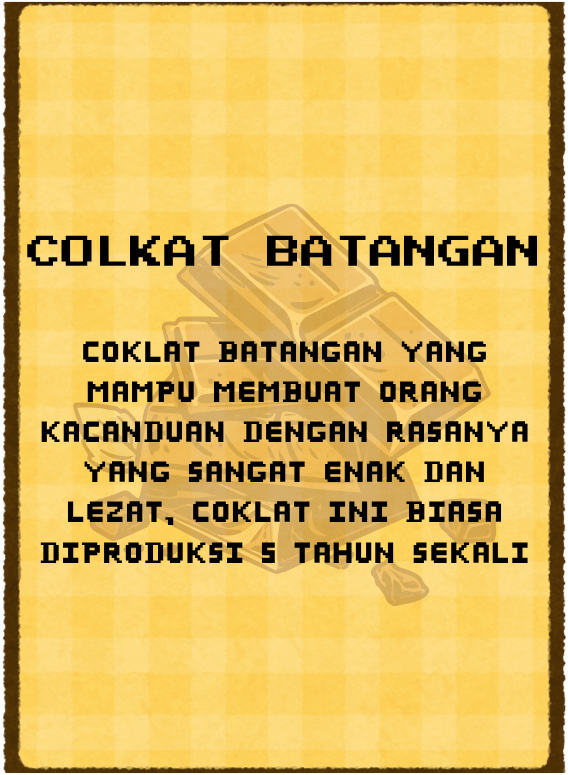 COLKAT BATANGAN
COKLAT BATANGAN YANG
MAMPU MEMBUAT ORANG
KACANDUAN DENGAN RASANYA
YANG SANGAT ENAK DAN
LEZAT, COKLAT INI BIASA
DIPRODUKSI 5 TAHUN SEKALI